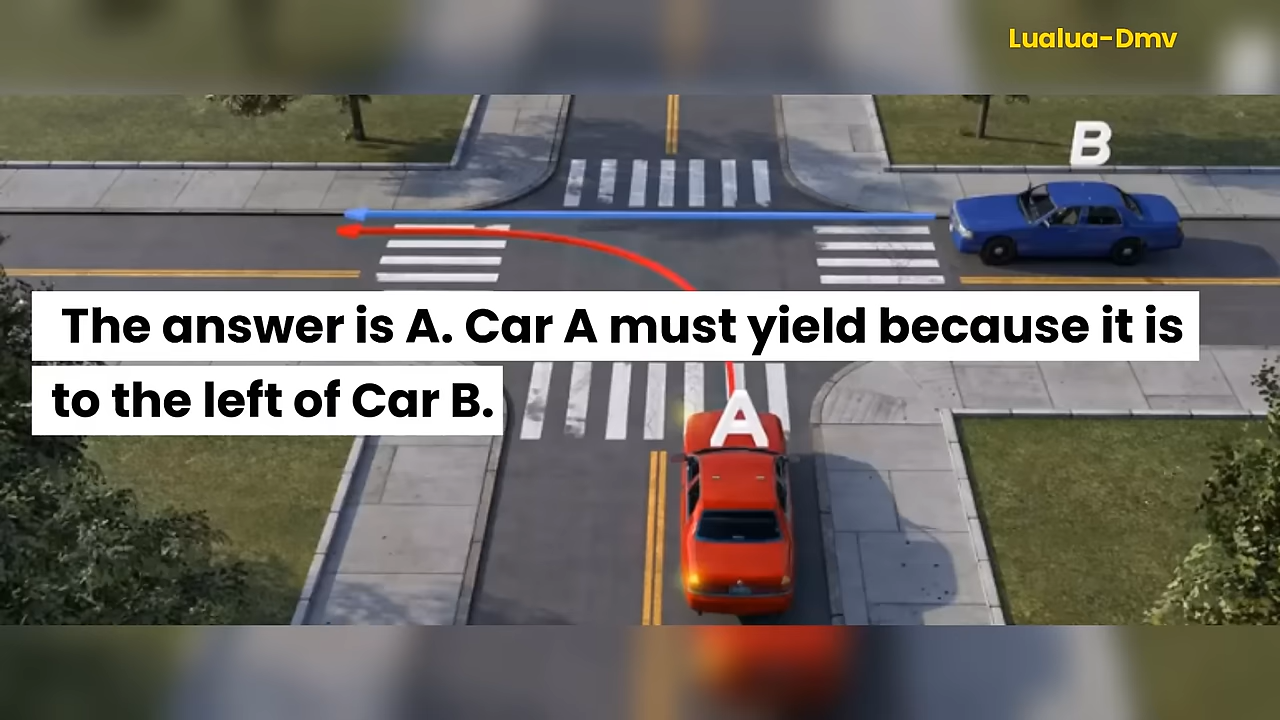 Lualua-Dmv
B
The answer is A. Car A must yield because it is
to the left of Car B.
A